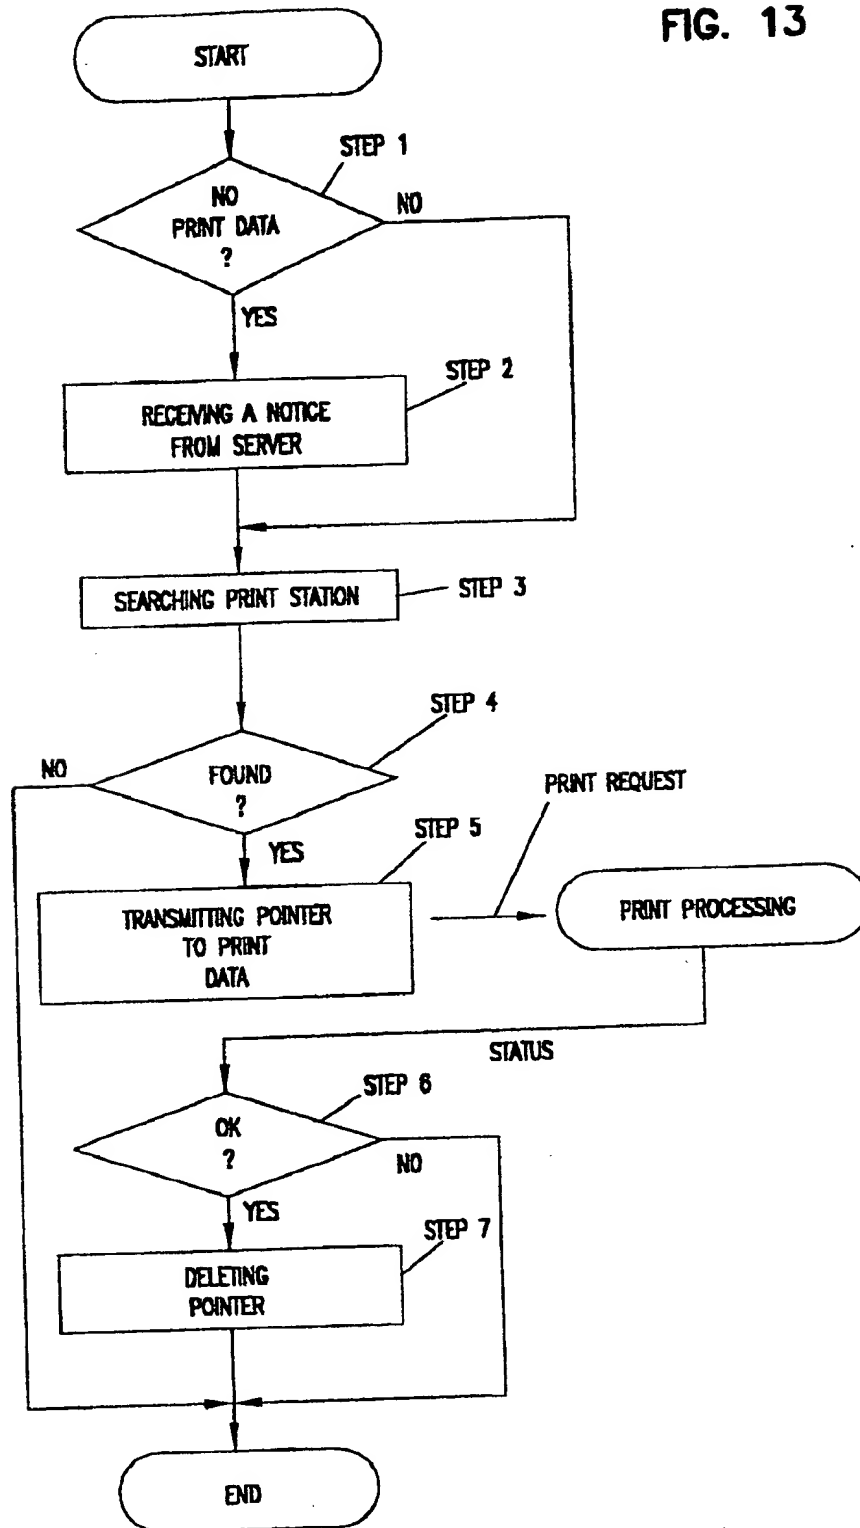 FIG. 13
START
STEP 1
NO
PRINT DATA
?
NO
YES
STEP 2
RECEIVING A NOTICE
FROM SERVER
SEARCHING PRINT STATION
STEP 3
STEP 4
NO
FOUND
?
YES
STEP 5
PRINT REQUEST
TRANSMITTING POINTER
TO PRINT
DATA
PRINT PROCESSING
STATUS
STEP 6
OK
?
NO
YES
STEP 7
DELETING
POINTER
END